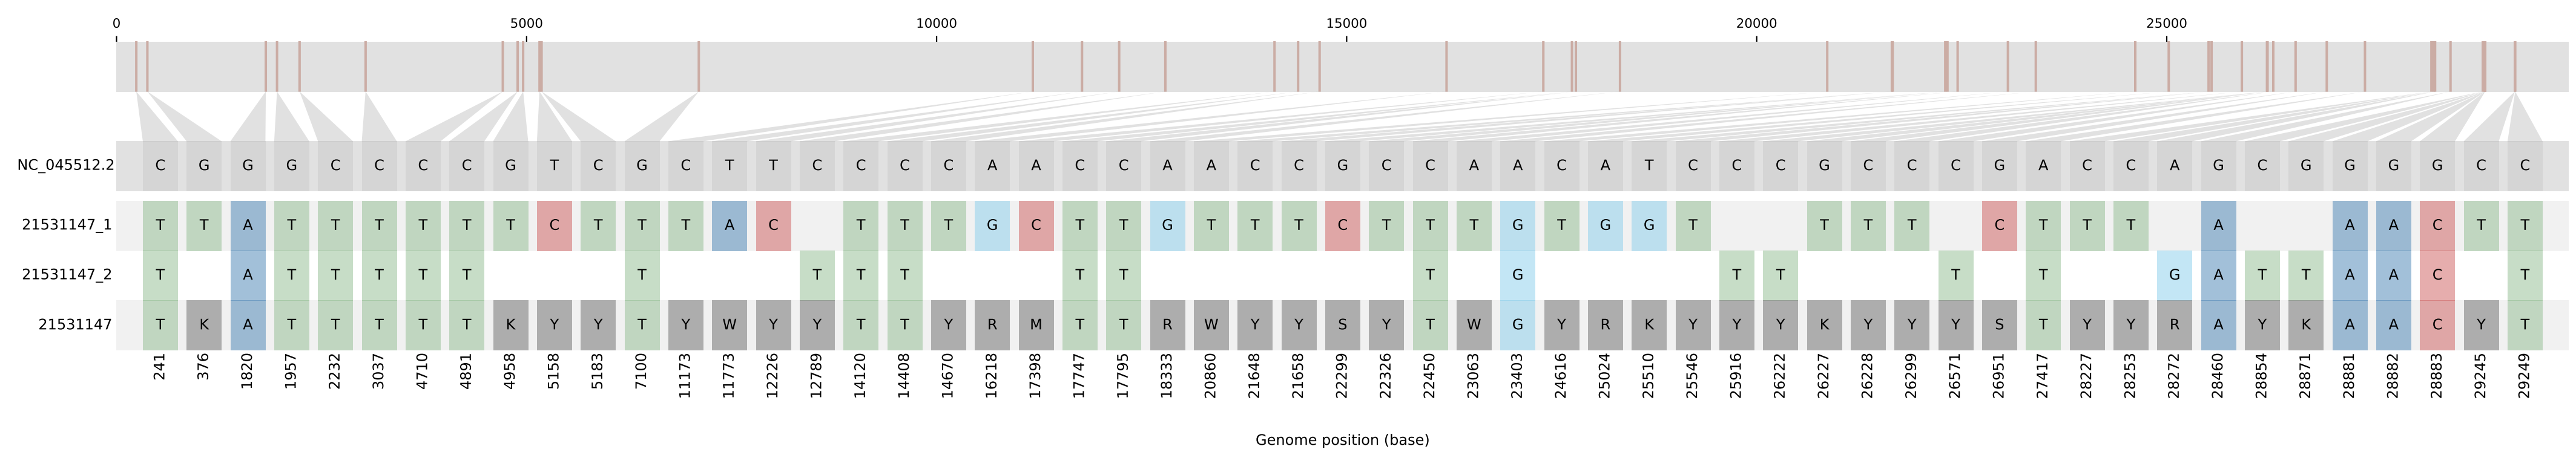 0 5000 10000 15000 20000 25000
NC_045512.2 C G G G C C C C G T C G C T T C C C C A A C C A A C C G C C A A C A T C C C G C C C G A C C A G C G G G G C C
21531147_1 T T A T T T T T T C T T T A C T T T G C T T G T T T C T T T G T G G T T T T C T T T A A A C T T
21531147_2 T A T T T T T T T T T T T T G T T T T G A T T A A C T
21531147 T K A T T T T T K Y Y T Y W Y Y T T Y R M T T R W Y Y S Y T W G Y R K Y Y Y K Y Y Y S T Y Y R A Y K A A C Y T
241 376 1820 1957 2232 3037 4710 4891 4958 5158 5183 7100 11173 11773 12226 12789 14120 14408 14670 16218 17398 17747 17795 18333 20860 21648 21658 22299 22326 22450 23063 23403 24616 25024 25510 25546 25916 26222 26227 26228 26299 26571 26951 27417 28227 28253 28272 28460 28854 28871 28881 28882 28883 29245 29249
Genome position (base)